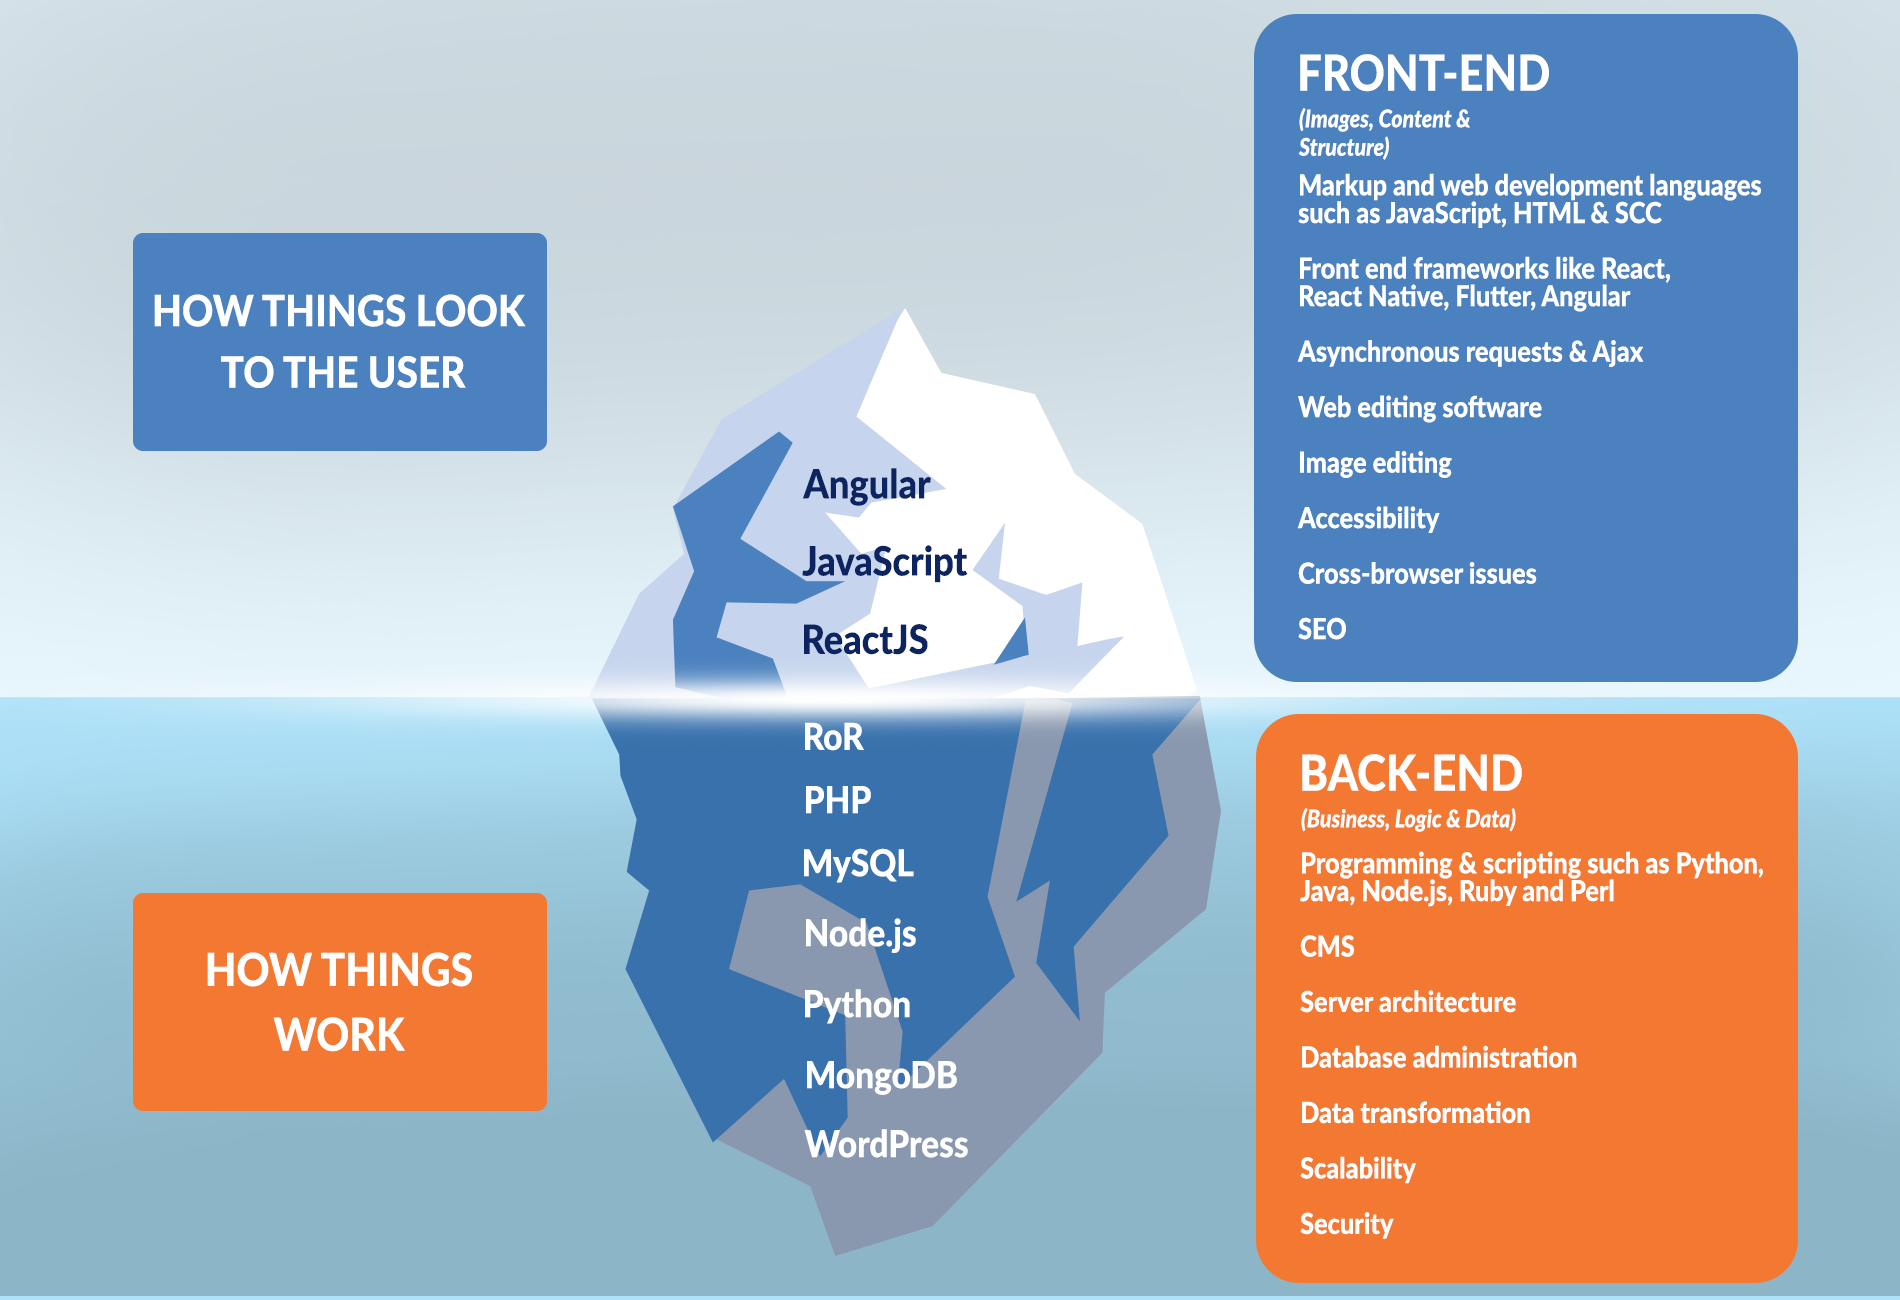 HOW THINGS LOOK
TO THE USER
Angular
JavaScript
ReactJS
FRONT-END
(Images, Content &
Structure)
Markup and web development languages
such as JavaScript, HTML & SCC
Front end frameworks like React,
React Native, Flutter, Angular
Asynchronous requests & Ajax
Web editing software
Image editing
Accessibility
Cross-browser issues
SEO
HOW THINGS
WORK
RoR
PHP
MySQL
Node.js
Python
MongoDB
WordPress
BACK-END
(Business, Logic & Data)
Programming & scripting such as Python,
Java, Node.js, Ruby and Perl
CMS
Server architecture
Database administration
Data transformation
Scalability
Security